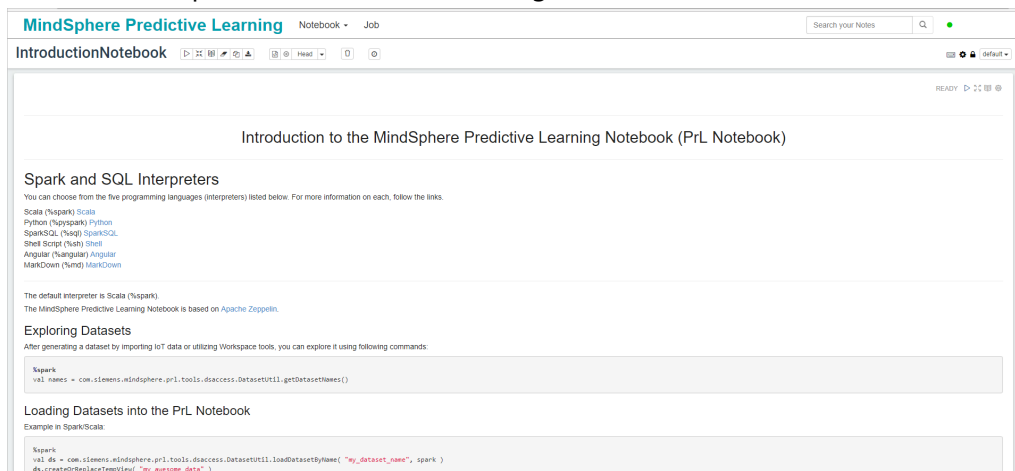 MindSphere Predictive Learning Notebook Job Search your Notes
IntroductionNotebook Head default
READY
Introduction to the MindSphere Predictive Learning Notebook (PrL Notebook)
Spark and SQL Interpreters
You can choose from the five programming languages (interpreters) listed below. For more information on each, follow the links.
Scala (%spark) Scala
Python (%pyspark) Python
SparkSQL (%sql) SparkSQL
Shell Script (%sh) Shell
Angular (%angular) Angular
MarkDown (%md) MarkDown
The default interpreter is Scala (%spark).
The MindSphere Predictive Learning Notebook is based on Apache Zeppelin.
Exploring Datasets
After generating a dataset by importing IoT data or utilizing Workspace tools, you can explore it using following commands:
%spark
val names = com.siemens.mindsphere.prl.tools.dsaccess.DatasetUtil.getDatasetNames()
Loading Datasets into the PrL Notebook
Example in Spark/Scala:
%spark
val ds = com.siemens.mindsphere.prl.tools.dsaccess.DatasetUtil.loadDatasetByName( "my_dataset_name", spark )
ds.createOrReplaceTempView( "my_awesome_data" )